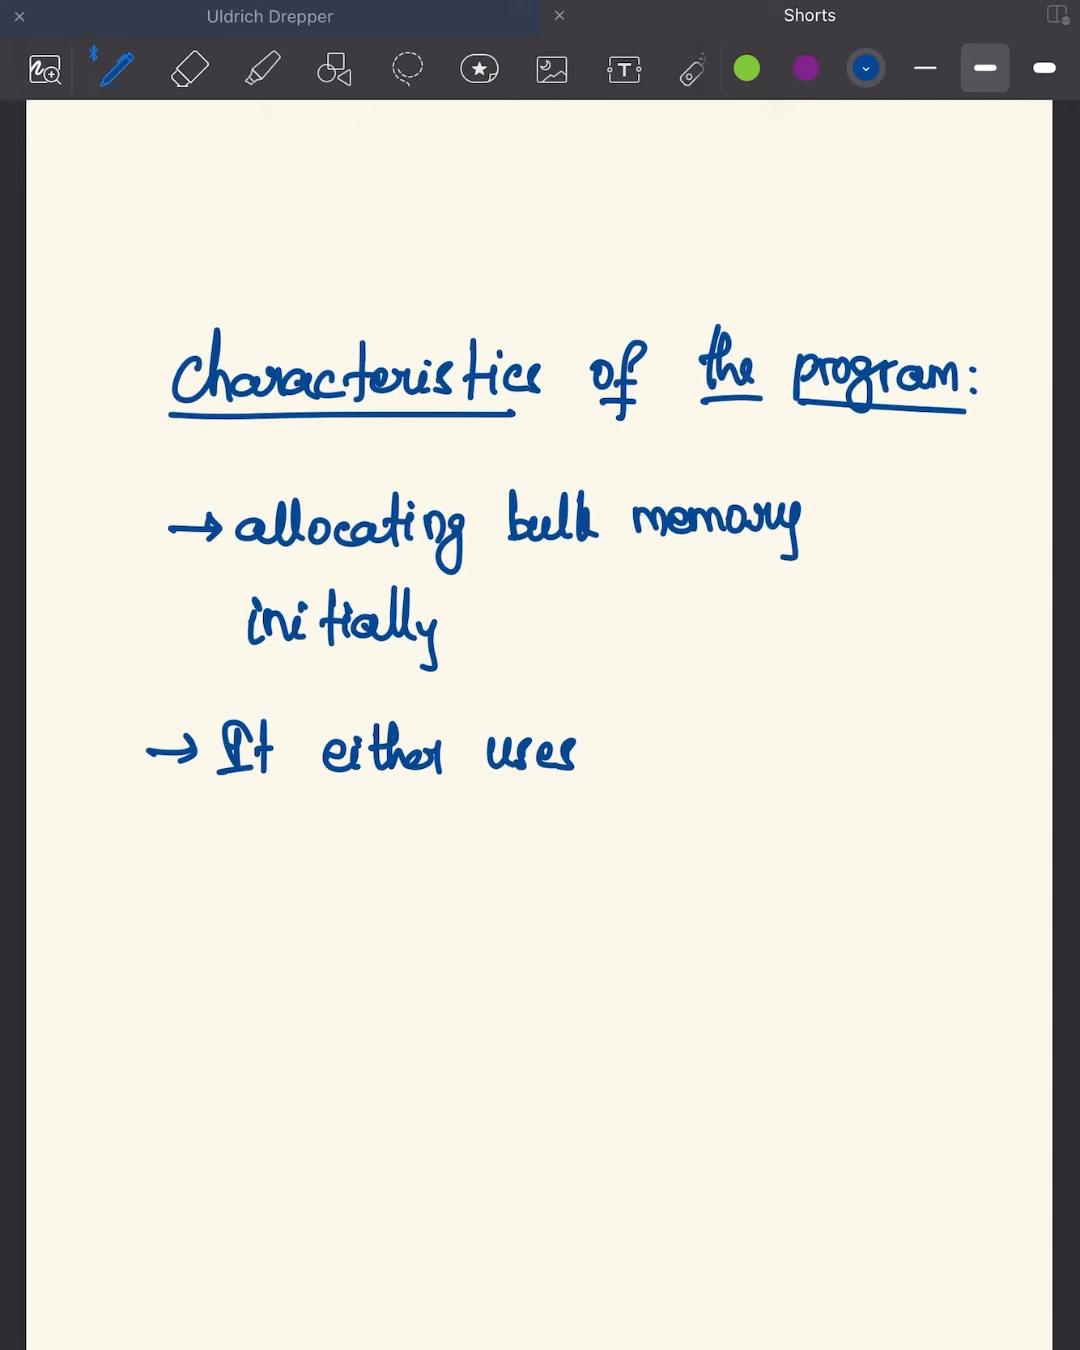 Uldrich Drepper
Shorts
T
characteristics of the program:
→ allocating bulk memory
initially
→ It either uses